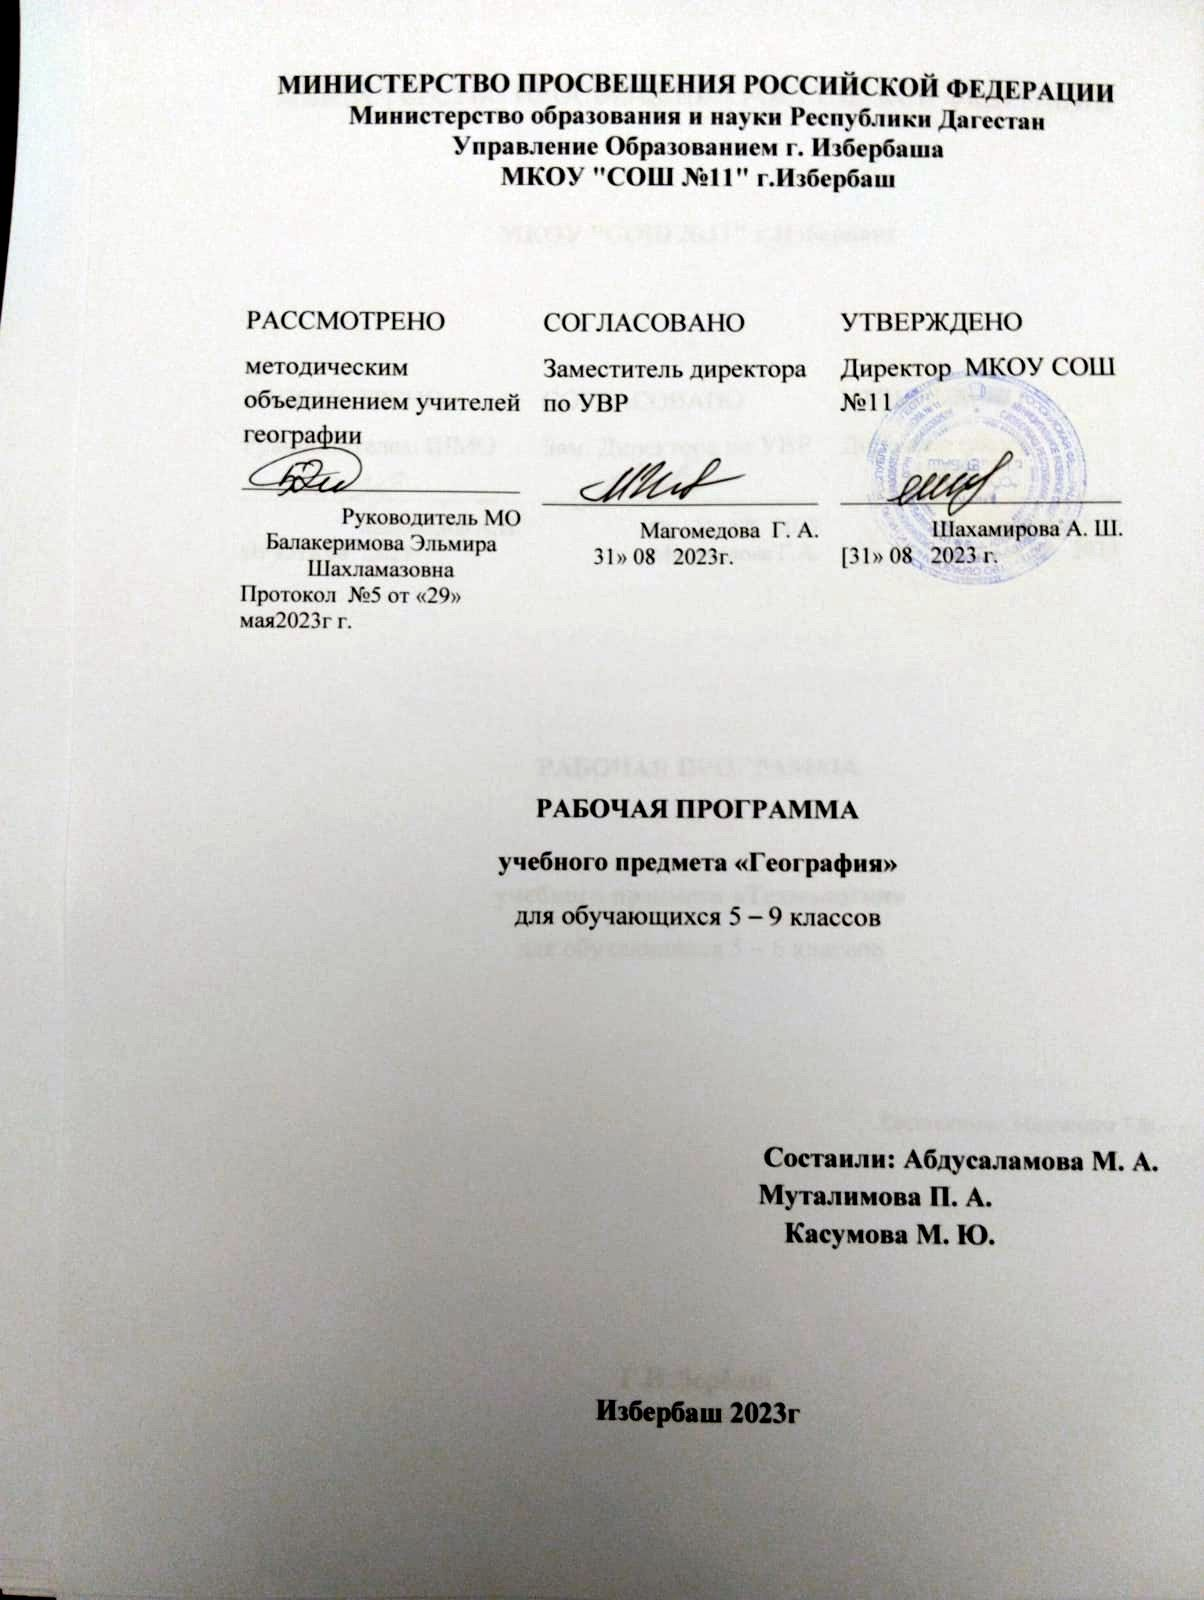 МИНИСТЕРСТВО ПРОСВЕЩЕНИЯ РОССИЙСКОЙ ФЕДЕРАЦИИ
Министерство образования и науки Республики Дагестан
Управление Образованием г. Избербаша
МКОУ "СОШ №11" г.Избербаш
РАССМОТРЕНО
методическим
объединением учителей
географии
Руководитель МО
Балакеримова Эльмира
Шахламазовна
Протокол №5 от «29»
мая2023г г.
СОГЛАСОВАНО
Заместитель директора
по УВР
Магомедова Г. А.
31» 08 2023г.
УТВЕРЖДЕНО
Директор МКОУ СОШ
№11
Шахамирова А. Ш.
[31» 08 2023 г.
РАБОЧАЯ ПРОГРАММА
учебного предмета «География»
для обучающихся 5 – 9 классов
Состаили: Абдусаламова М. А.
Муталимова П. А.
Касумова М. Ю.
Избербаш 2023г